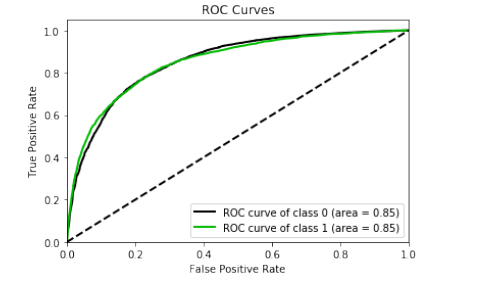 ROC Curves
True Positive Rate
1.0
0.8
0.6
0.4
0.2
0.0
ROC curve of class 0 (area = 0.85)
ROC curve of class 1 (area = 0.85)
0.0 0.2 0.4 0.6 0.8 1.0
False Positive Rate